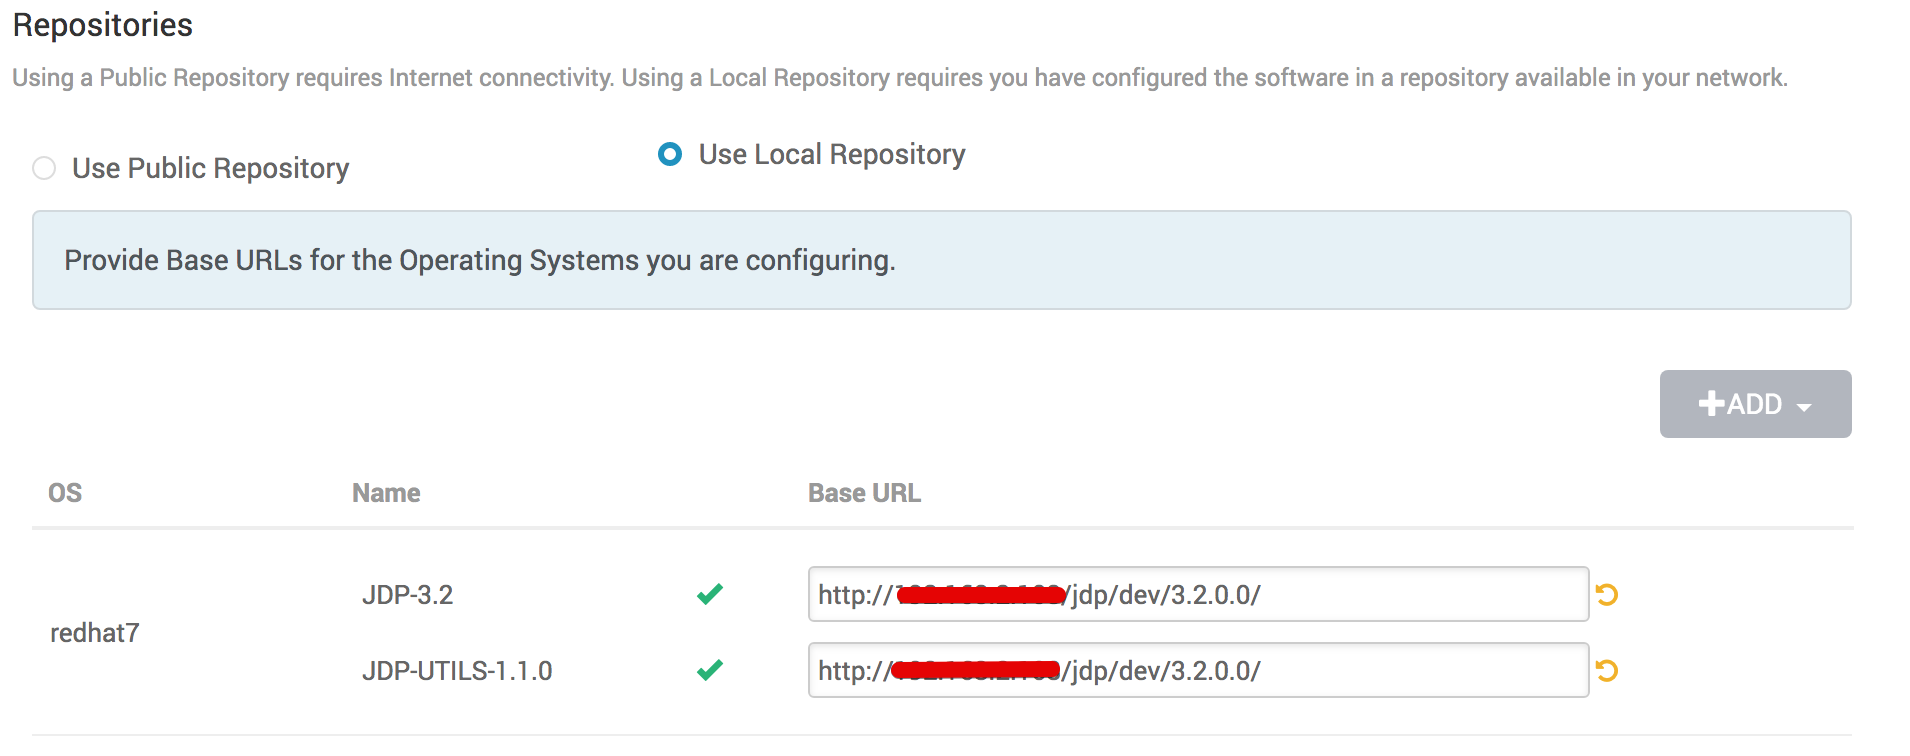 Repositories
Using a Public Repository requires Internet connectivity. Using a Local Repository requires you have configured the software in a repository available in your network.
Use Public Repository
Use Local Repository
Provide Base URLs for the Operating Systems you are configuring.
ADD
OS Name Base URL
JDP-3.2 http:///jdp/dev/3.2.0.0/
redhat7
JDP-UTILS-1.1.0 http:///jdp/dev/3.2.0.0/